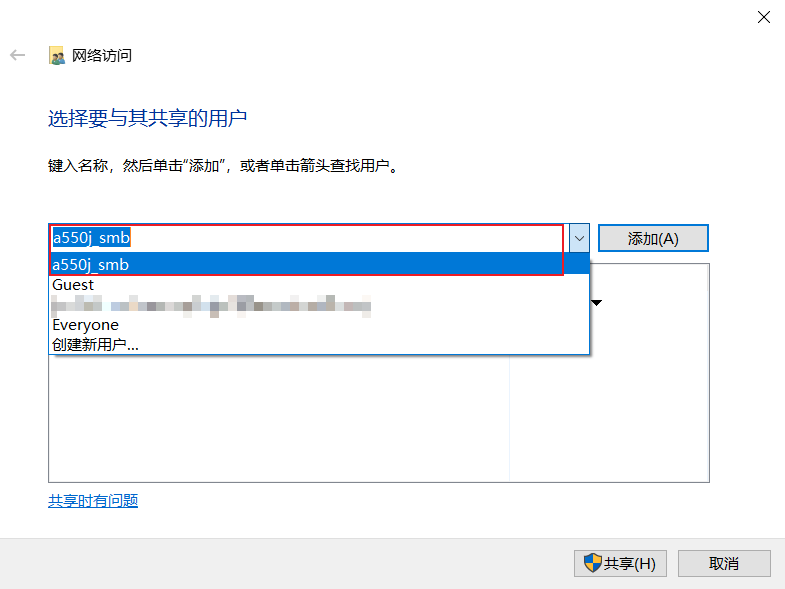 网络访问
选择要与其共享的用户
键入名称，然后单击“添加”，或者单击箭头查找用户。
a550j_smb
添加(A)
a550j_smb
Guest
Everyone
创建新用户...
共享时有问题
共享(H)
取消